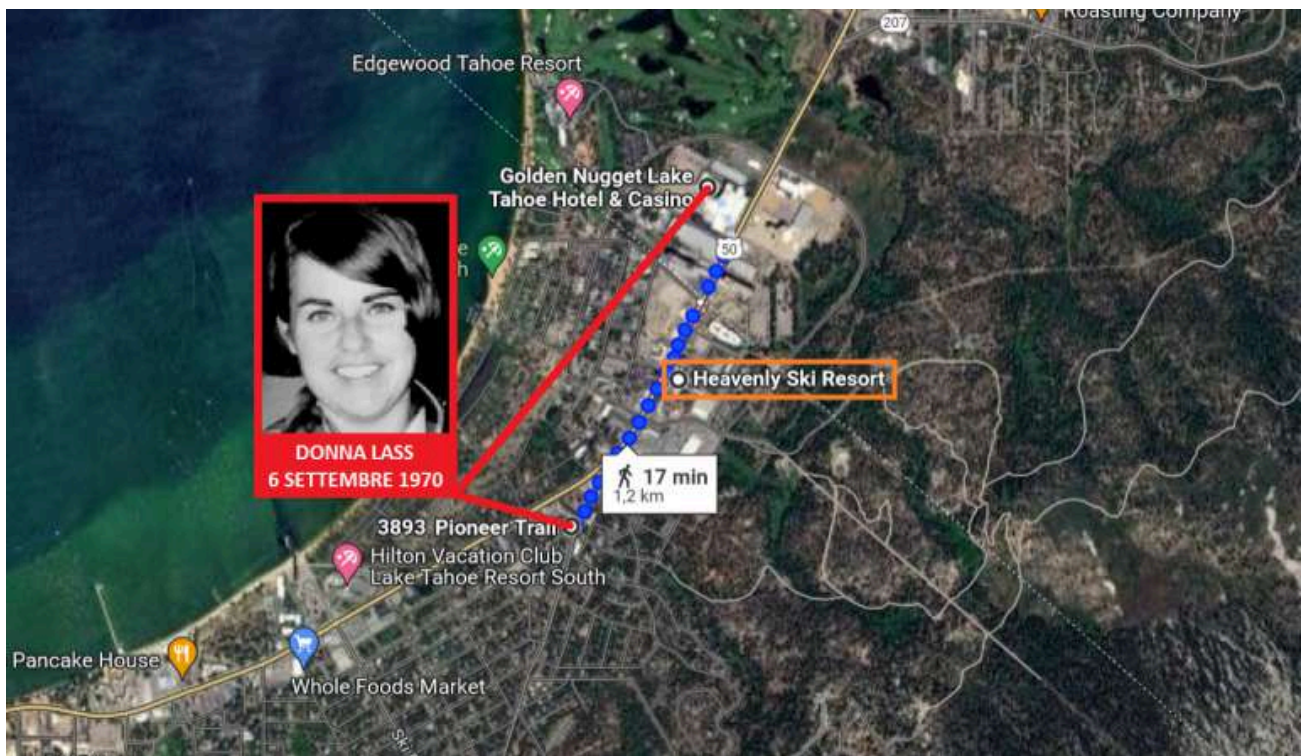 207
Roasting Company
Edgewood Tahoe Resort
Golden Nugget Lake
Tahoe Hotel & Casino
50
Heavenly Ski Resort
DONNA LASS
6 SETTEMBRE 1970
17 min
1,2 km
3893 Pioneer Trail
Hilton Vacation Club
Lake Tahoe Resort South
Pancake House
Whole Foods Market
Ski